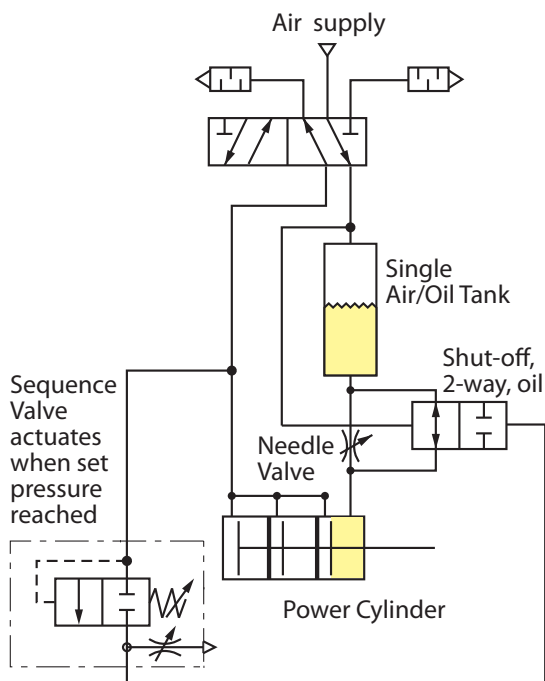 Air supply
Single
Air/Oil Tank
Shut-off,
2-way, oil
Sequence
Valve
actuates
when set
pressure
reached
Needle
Valve
Power Cylinder